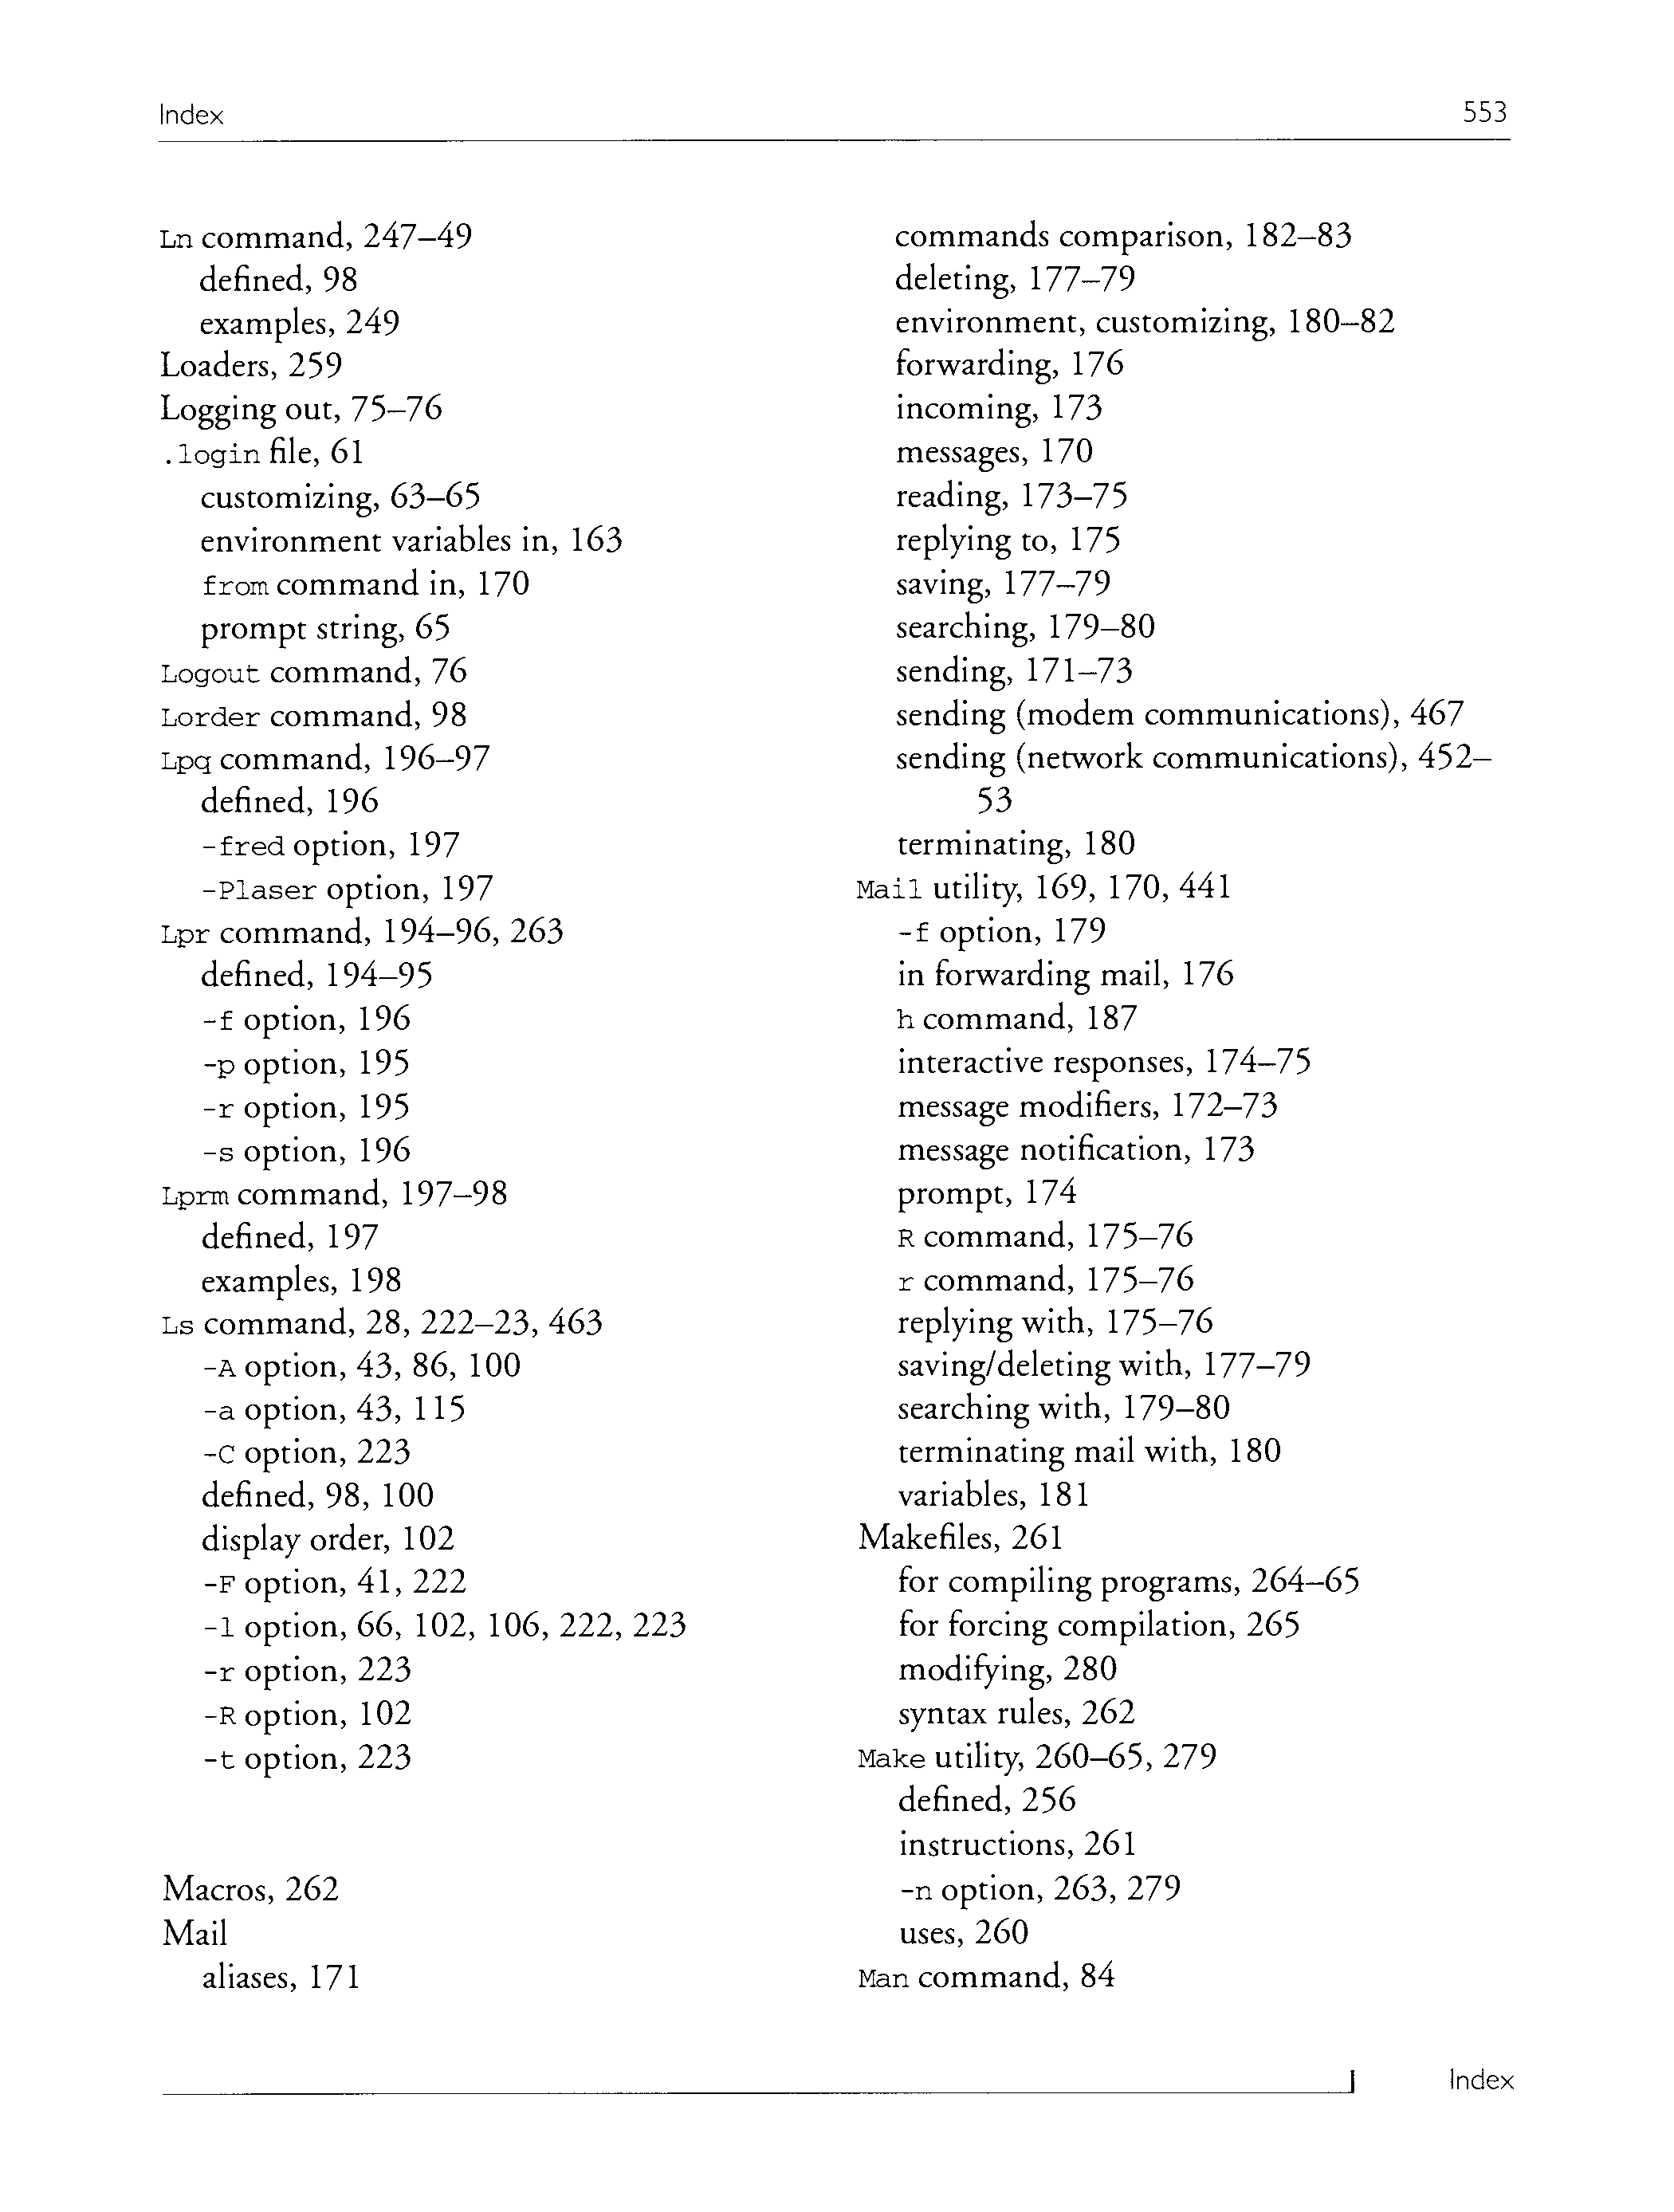 Index
553
Ln command, 247–49
defined, 98
examples, 249
Loaders, 259
Logging out, 75–76
.login file, 61
customizing, 63–65
environment variables in, 163
from command in, 170
prompt string, 65
Logout command, 76
Lorder command, 98
Lpq command, 196–97
defined, 196
-fred option, 197
-Plaser option, 197
Lpr command, 194–96, 263
defined, 194–95
-f option, 196
-p option, 195
-r option, 195
-s option, 196
Lprm command, 197–98
defined, 197
examples, 198
Ls command, 28, 222–23, 463
-A option, 43, 86, 100
-a option, 43, 115
-C option, 223
defined, 98, 100
display order, 102
-F option, 41, 222
-l option, 66, 102, 106, 222, 223
-r option, 223
-R option, 102
-t option, 223
Macros, 262
Mail
aliases, 171
commands comparison, 182–83
deleting, 177–79
environment, customizing, 180–82
forwarding, 176
incoming, 173
messages, 170
reading, 173–75
replying to, 175
saving, 177–79
searching, 179–80
sending, 171–73
sending (modem communications), 467
sending (network communications), 452–
53
terminating, 180
Mail utility, 169, 170, 441
-f option, 179
in forwarding mail, 176
h command, 187
interactive responses, 174–75
message modifiers, 172–73
message notification, 173
prompt, 174
R command, 175–76
r command, 175–76
replying with, 175–76
saving/deleting with, 177–79
searching with, 179–80
terminating mail with, 180
variables, 181
Makefiles, 261
for compiling programs, 264–65
for forcing compilation, 265
modifying, 280
syntax rules, 262
Make utility, 260–65, 279
defined, 256
instructions, 261
-n option, 263, 279
uses, 260
Man command, 84
Index